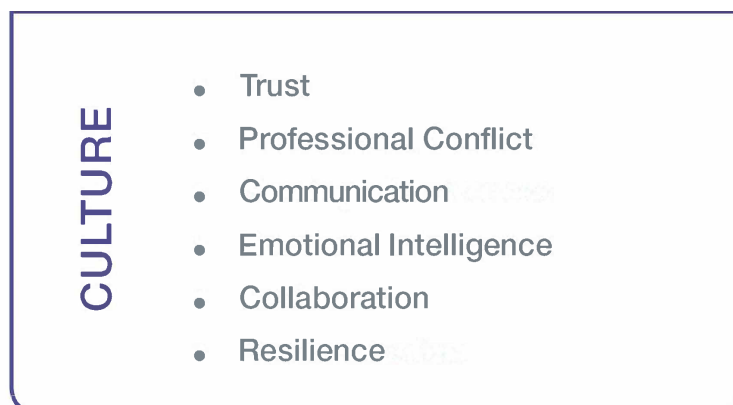 CULTURE
Trust
Professional Conflict
Communication
Emotional Intelligence
Collaboration
Resilience